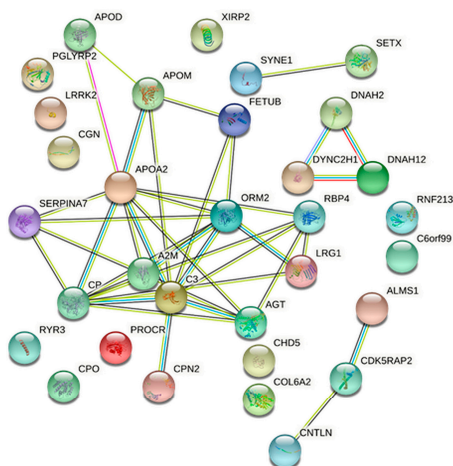 APOD
XIRP2
SETX
PGLYRP2
SYNE1
APOM
LRRK2
FETUB
DNAH2
CGN
DYNC2H1
DNAH12
APOA2
SERPINA7
ORM2
RBP4
RNF213
C6orf99
A2M
LRG1
CP
C3
ALMS1
AGT
RYR3
PROCR
CHD5
CPO
CPN2
CDK5RAP2
COL6A2
CNTLN